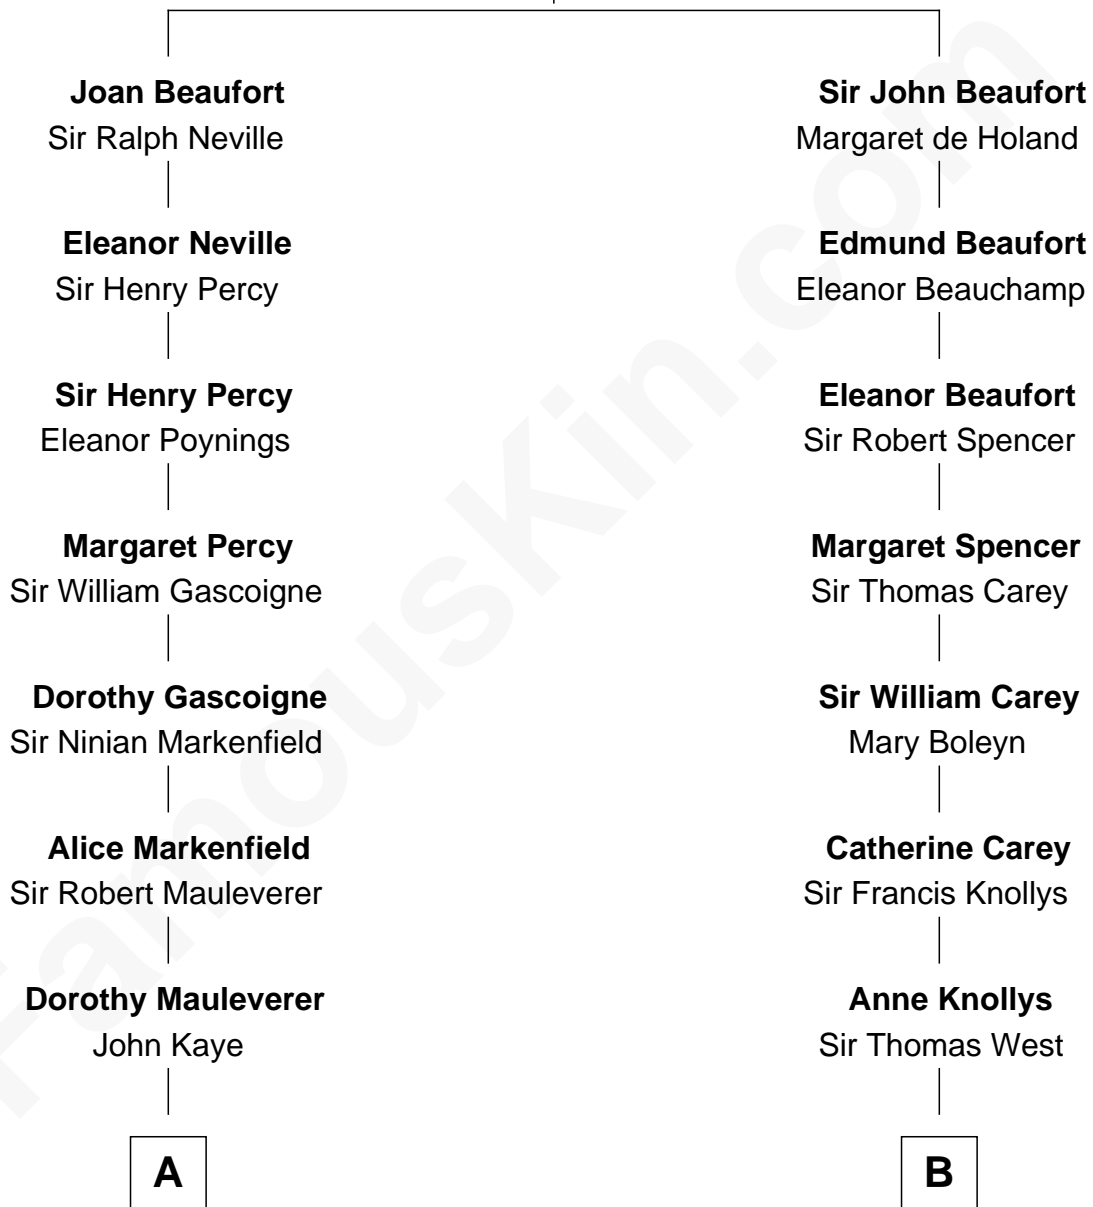 Joan Beaufort
Sir Ralph Neville
Sir John Beaufort
Margaret de Holand
Eleanor Neville
Sir Henry Percy
Edmund Beaufort
Eleanor Beauchamp
Sir Henry Percy
Eleanor Poynings
Eleanor Beaufort
Sir Robert Spencer
Margaret Percy
Sir William Gascoigne
Margaret Spencer
Sir Thomas Carey
Dorothy Gascoigne
Sir Ninian Markenfield
Sir William Carey
Mary Boleyn
Alice Markenfield
Sir Robert Mauleverer
Catherine Carey
Sir Francis Knollys
Dorothy Mauleverer
John Kaye
Anne Knollys
Sir Thomas West
A
B
FamousKin.com